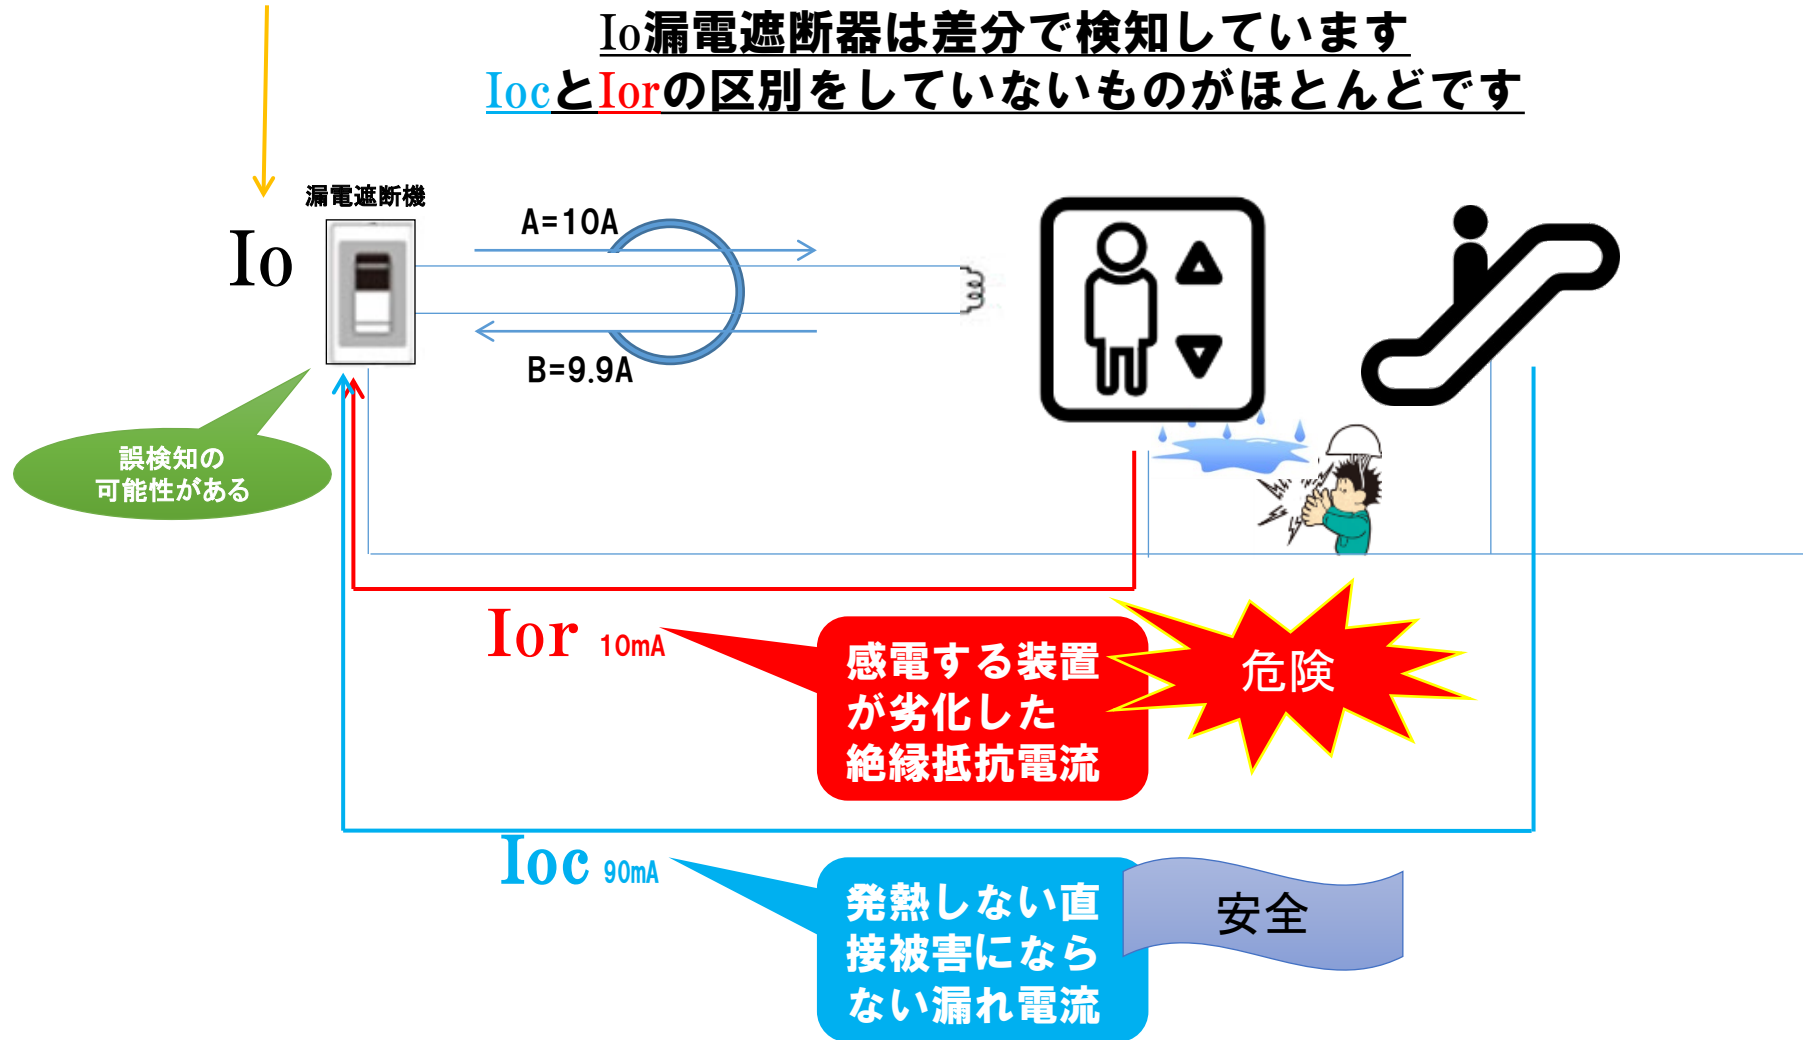 Io漏電遮断器は差分で検知しています
IocとIorの区別をしていないものがほとんどです
漏電遮断機
Io
A=10A
B=9.9A
誤検知の
可能性がある
Ior 10mA
感電する装置
が劣化した
絶縁抵抗電流
危険
Ioc 90mA
発熱しない直
接被害になら
ない漏れ電流
安全